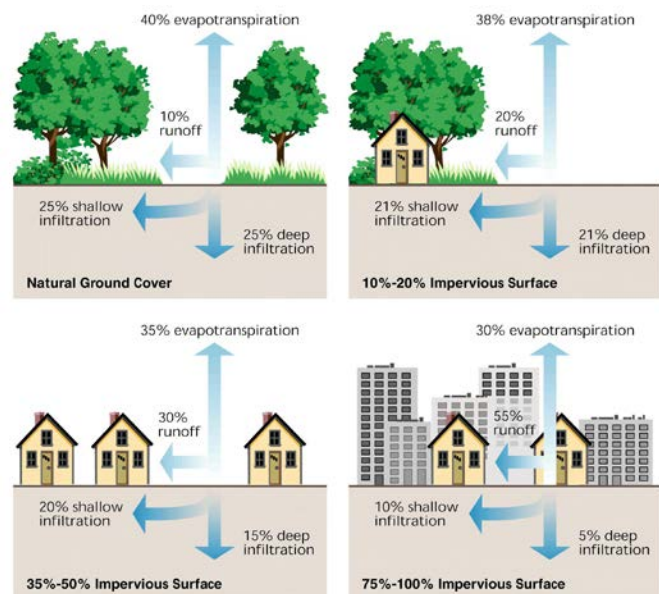 40% evapotranspiration
10%
runoff
25% shallow
infiltration
25% deep
infiltration
Natural Ground Cover
38% evapotranspiration
20%
runoff
21% shallow
infiltration
21% deep
infiltration
10%-20% Impervious Surface
35% evapotranspiration
30%
runoff
20% shallow
infiltration
15% deep
infiltration
35%-50% Impervious Surface
30% evapotranspiration
55%
runoff
10% shallow
infiltration
5% deep
infiltration
75%-100% Impervious Surface